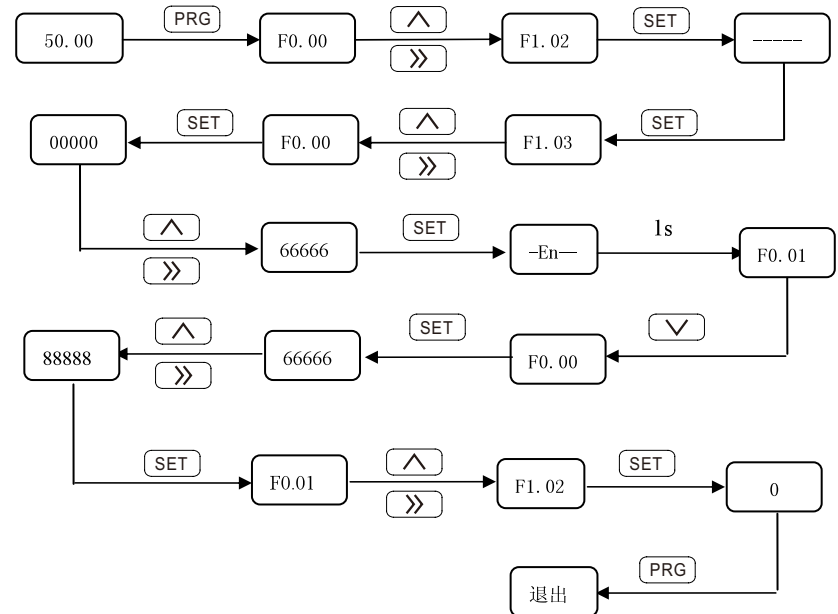 PRG
50.00 F0.00 F1.02 SET -----
00000 SET F0.00 F1.03 SET
66666 SET -En— 1s F0.01
88888 66666 SET F0.00
SET F0.01 F1.02 SET 0
PRG
退出